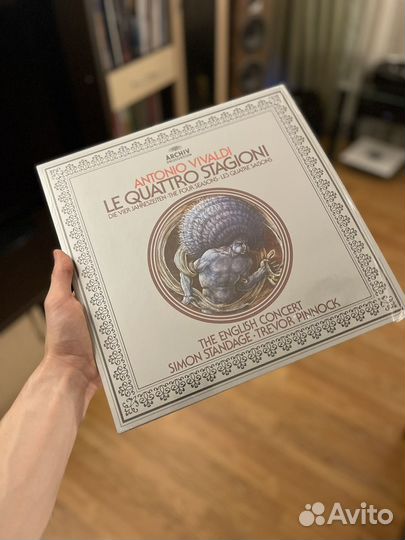 ARCHIV
ANTONIO VIVALDI
LE QUATTRO STAGIONI
DIE VIER JAHRESZEITEN · THE FOUR SEASONS · LES QUATRE SAISONS
THE ENGLISH CONCERT
SIMON STANDAGE · TREVOR PINNOCK
Avito